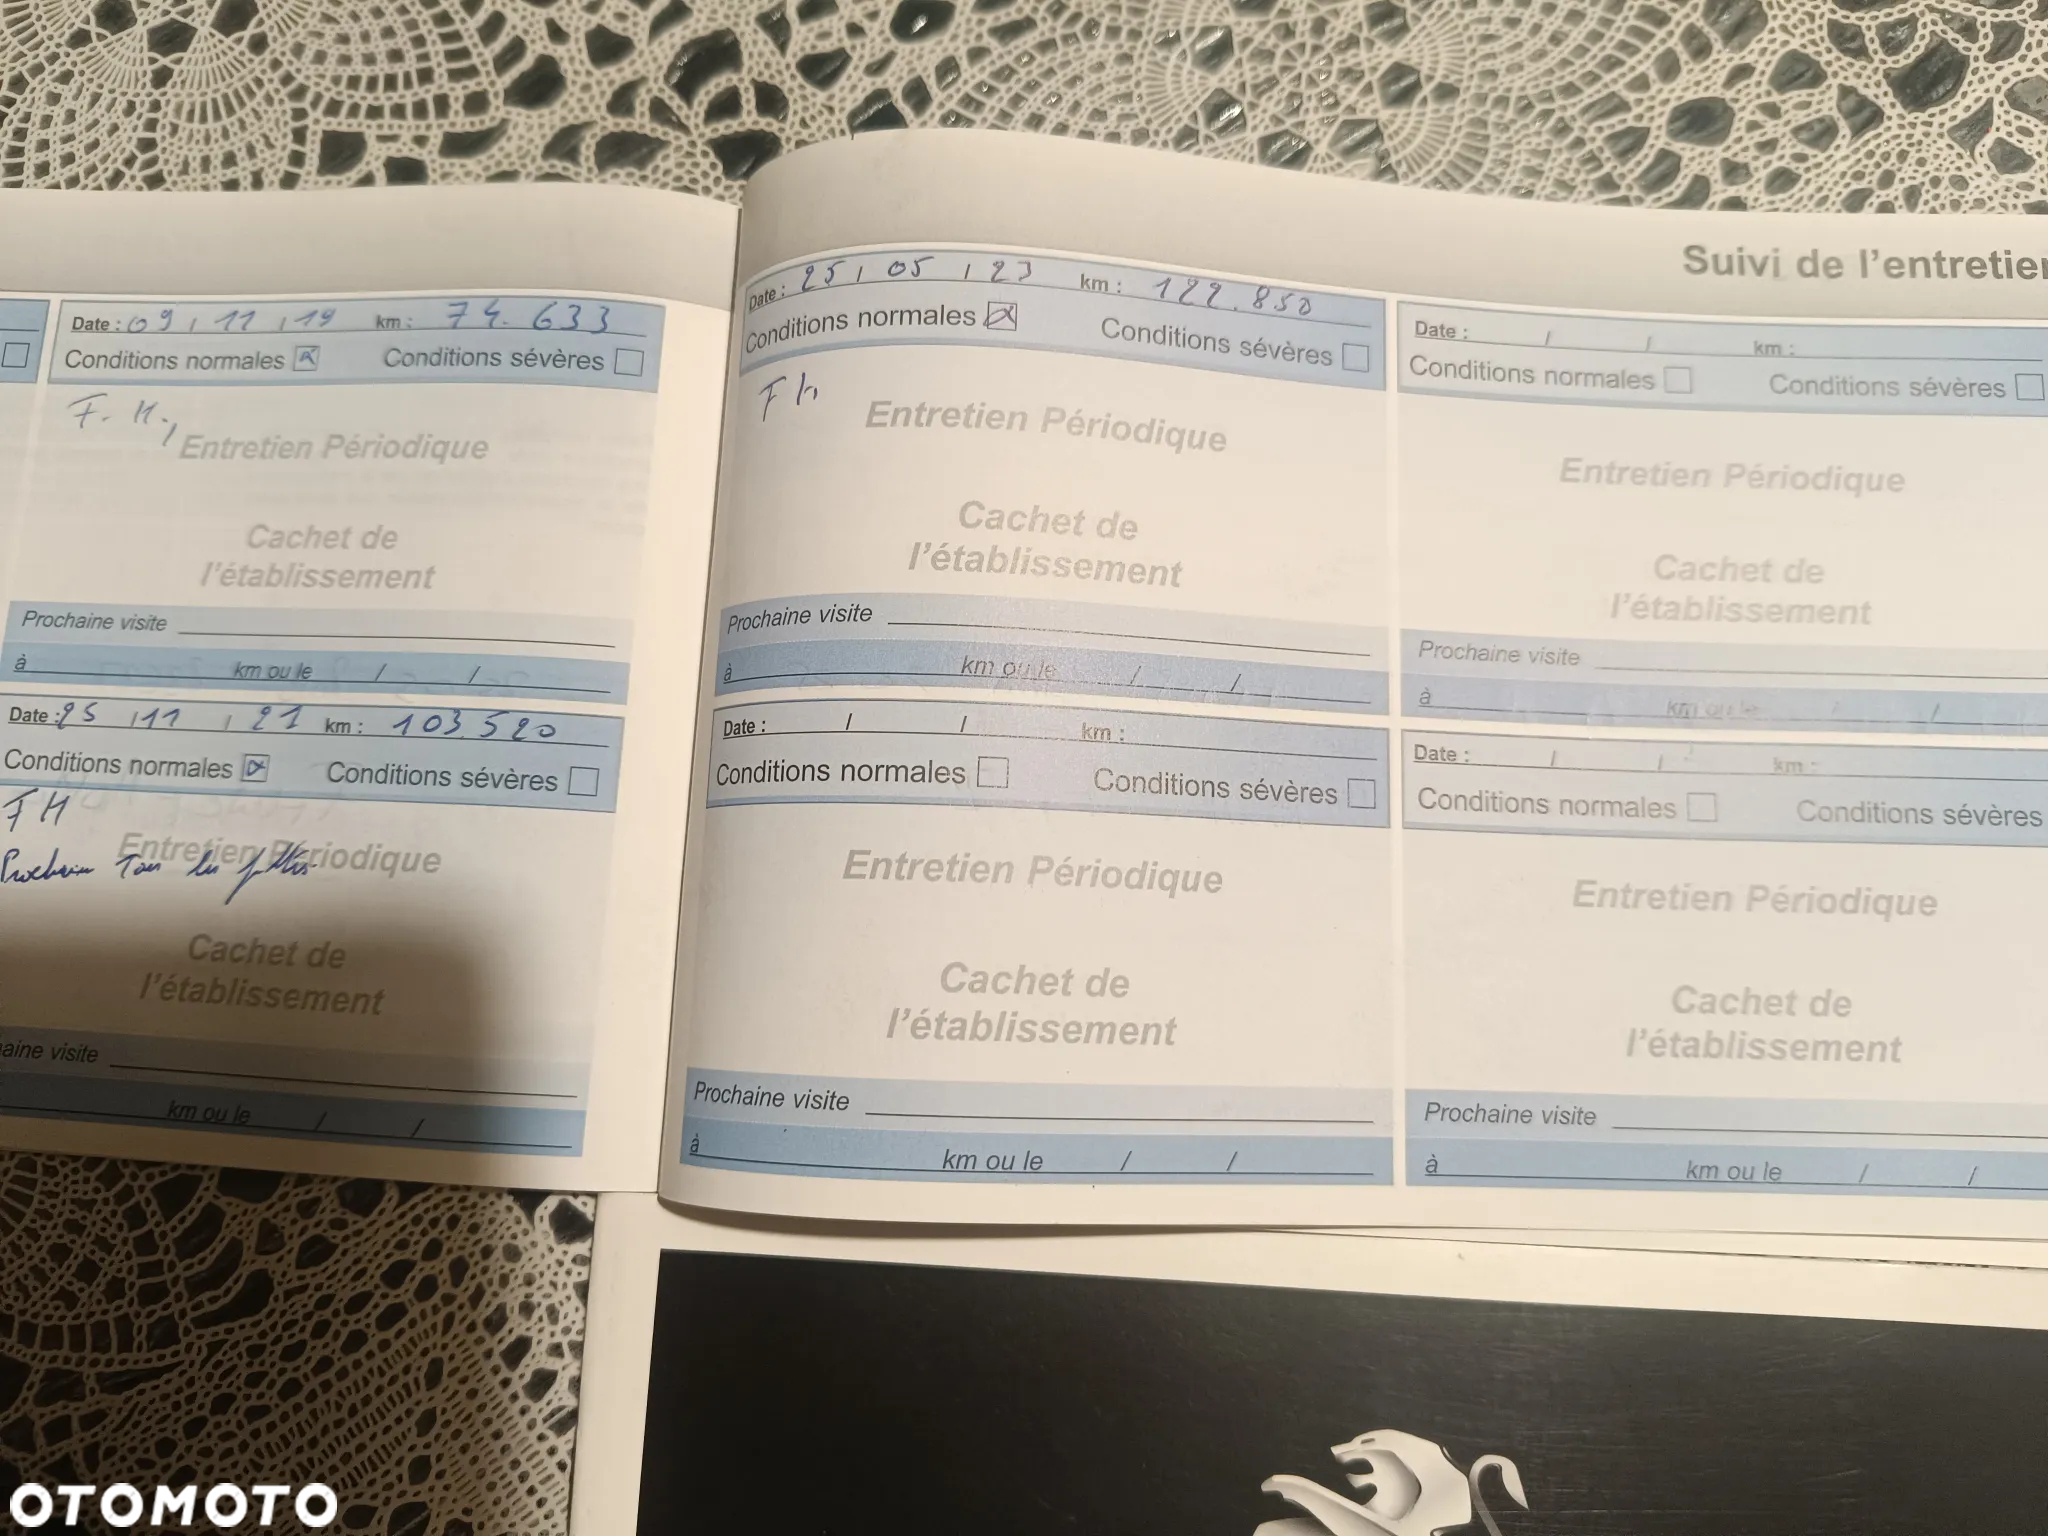 Suivi de l'entretien
Date : 09 / 11 / 19 km : 74.633
Conditions normales Conditions sévères
F. H.,
Entretien Périodique
Cachet de
l'établissement
Prochaine visite
à km ou le / /
Date : 25 / 11 / 21 km : 103.520
Conditions normales Conditions sévères
FH
Entretien Périodique
Cachet de
l'établissement
aine visite
km ou le / /
Date : 25 / 05 / 23 km : 122.850
Conditions normales Conditions sévères
FH
Entretien Périodique
Cachet de
l'établissement
Prochaine visite
à km ou le / /
Date : / / km :
Conditions normales Conditions sévères
Entretien Périodique
Cachet de
l'établissement
Prochaine visite
à km ou le / /
Date : / / km :
Conditions normales Conditions sévères
Entretien Périodique
Cachet de
l'établissement
Prochaine visite
à km ou le / /
Date : / / km :
Conditions normales Conditions sévères
Entretien Périodique
Cachet de
l'établissement
Prochaine visite
à km ou le / /
OTOMOTO